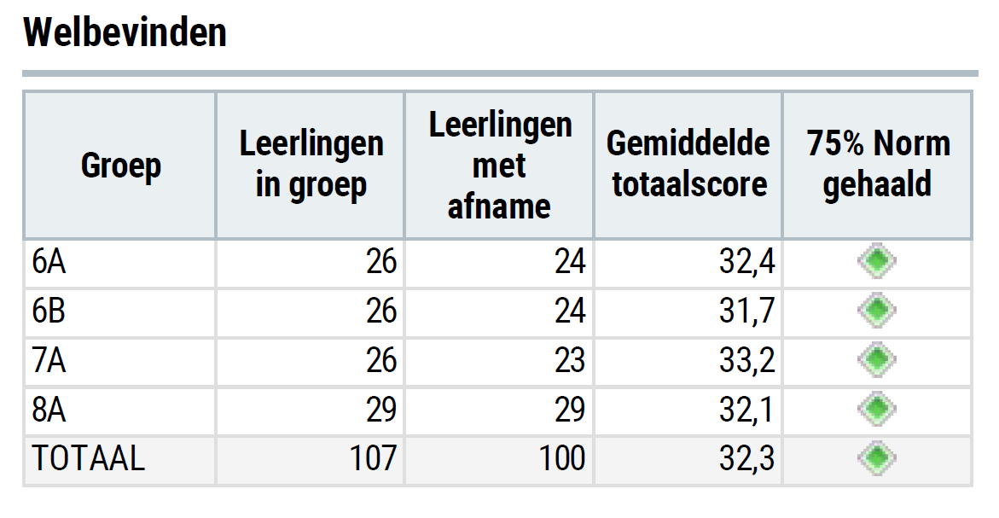 Welbevinden
Groep
Leerlingen
in groep
Leerlingen
met
afname
Gemiddelde
totaalscore
75% Norm
gehaald
6A 26 24 32,4
6B 26 24 31,7
7A 26 23 33,2
8A 29 29 32,1
TOTAAL 107 100 32,3